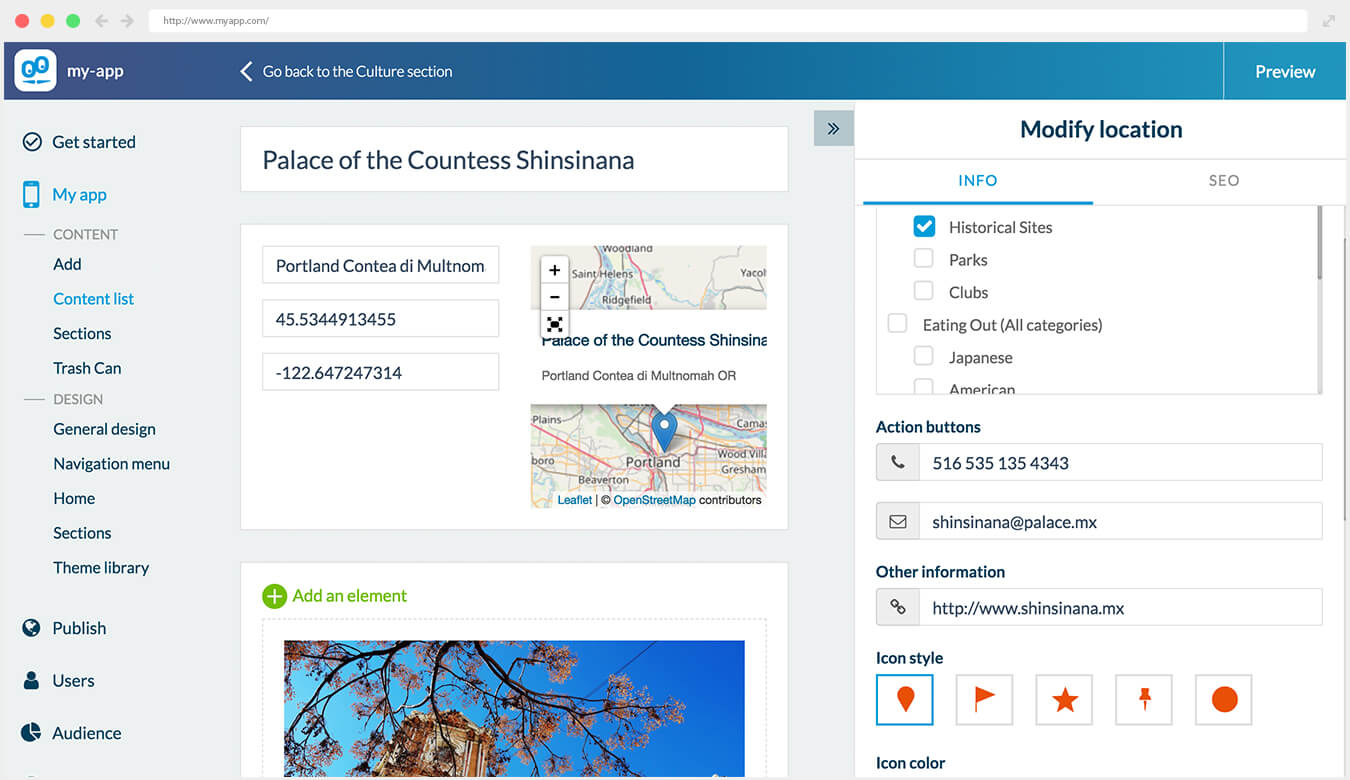 http://www.myapp.com/
my-app
Go back to the Culture section
Preview
Get started
My app
CONTENT
Add
Content list
Sections
Trash Can
DESIGN
General design
Navigation menu
Home
Sections
Theme library
Publish
Users
Audience
Palace of the Countess Shinsinana
Portland Contea di Multnom
45.5344913455
-122.647247314
Woodland
Saint Helens
Yacol
Ridgefield
+
−
Palace of the Countess Shinsina
Portland Contea di Multnomah OR
Plains
Camas
boro
Portland
Wood Vill
Gresham
Beaverton
Leaflet | © OpenStreetMap contributors
Add an element
»
Modify location
INFO
SEO
Historical Sites
Parks
Clubs
Eating Out (All categories)
Japanese
American
Action buttons
516 535 135 4343
shinsinana@palace.mx
Other information
http://www.shinsinana.mx
Icon style
Icon color